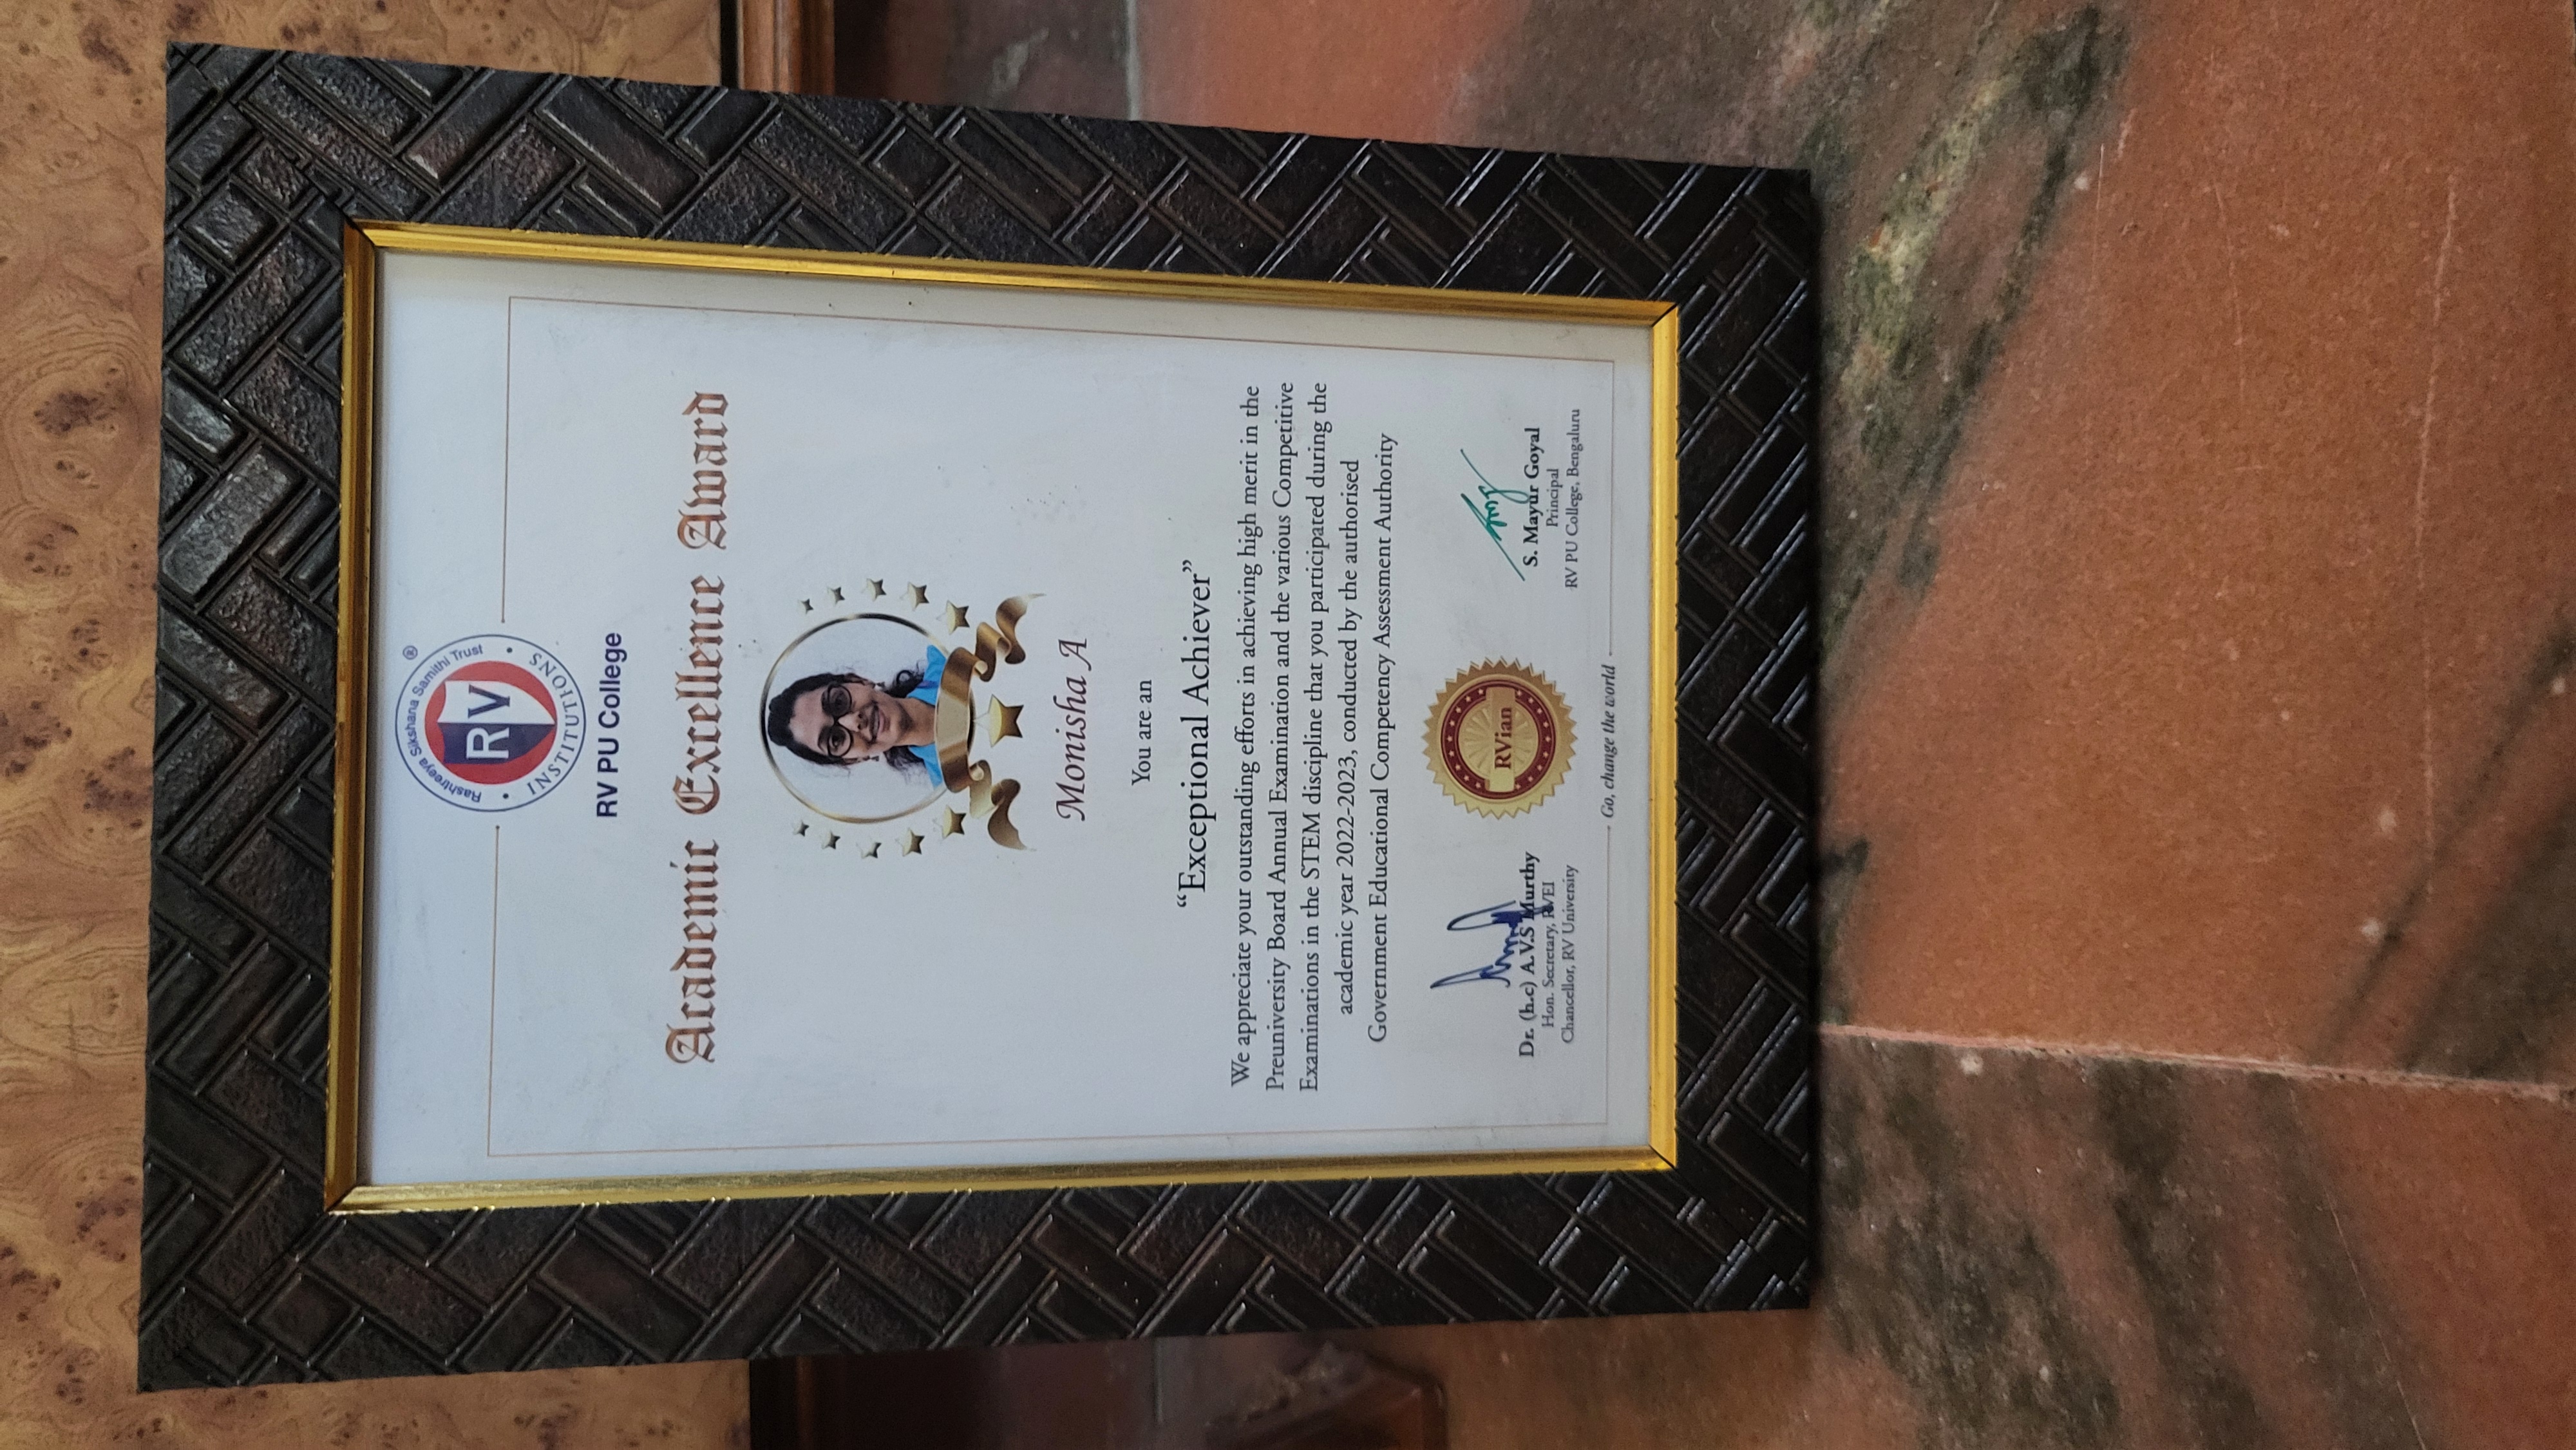 Rashtreeya Sikshana Samithi Trust
®
RV
INSTITUTIONS
RV PU College
Academic Excellence Award
Monisha A
You are an
“Exceptional Achiever”
We appreciate your outstanding efforts in achieving high merit in the
Preuniversity Board Annual Examination and the various Competitive
Examinations in the STEM discipline that you participated during the
academic year 2022-2023, conducted by the authorised
Government Educational Competency Assessment Authority
Dr. (h.c) A.V.S Murthy
Hon. Secretary, RVEI
Chancellor, RV University
RVian
S. Mayur Goyal
Principal
RV PU College, Bengaluru
Go, change the world